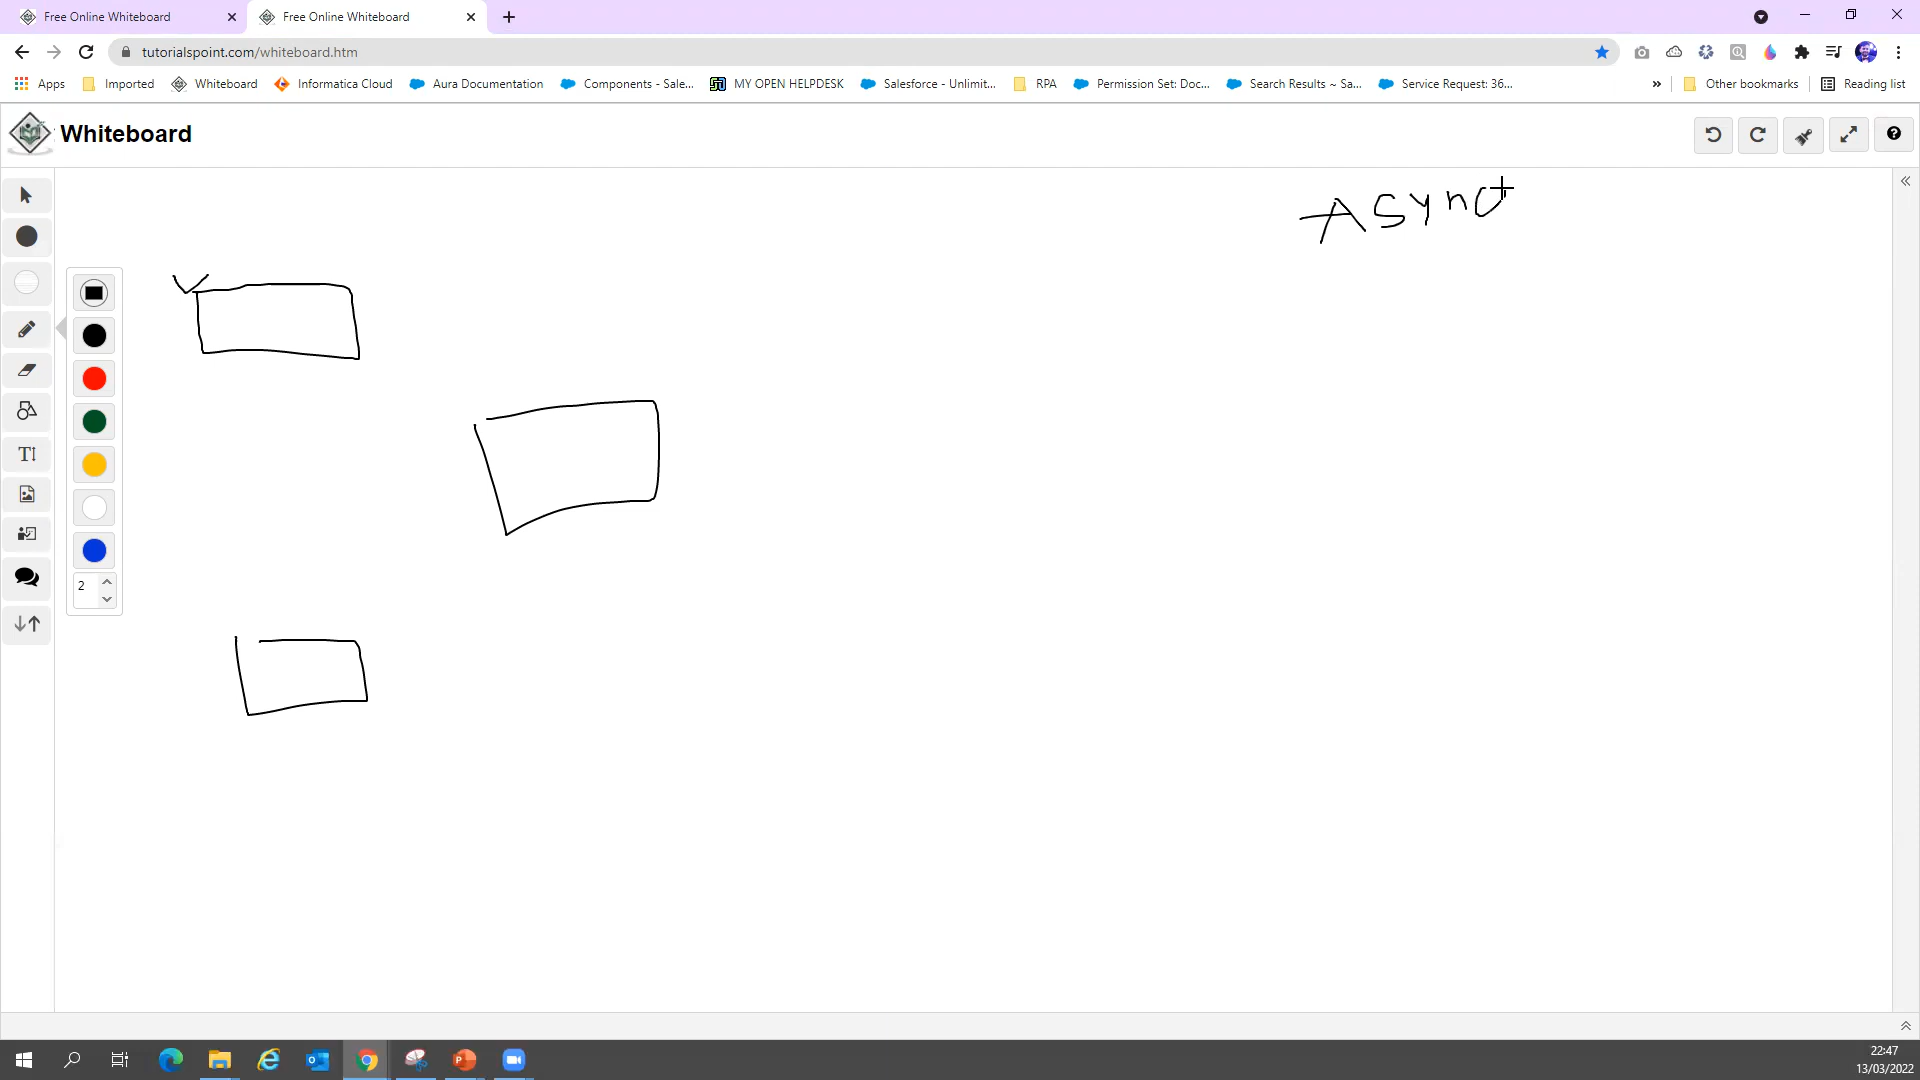 Free Online Whiteboard
Free Online Whiteboard
tutorialspoint.com/whiteboard.htm
Apps
Imported
Whiteboard
Informatica Cloud
Aura Documentation
Components - Sale...
MY OPEN HELPDESK
Salesforce - Unlimit...
RPA
Permission Set: Doc...
Search Results ~ Sa...
Service Request: 36...
»
Other bookmarks
Reading list
Whiteboard
Async
2
22:47
13/03/2022